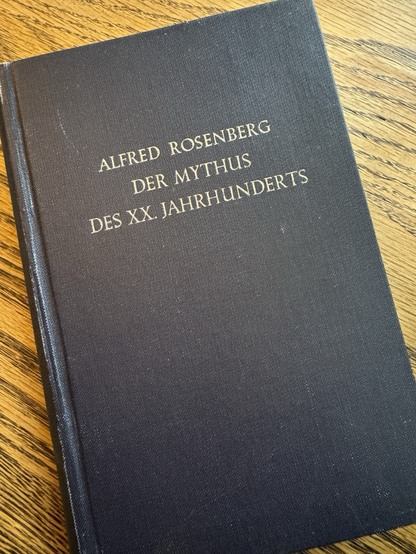 ALFRED ROSENBERG
DER MYTHUS
DES XX. JAHRHUNDERTS